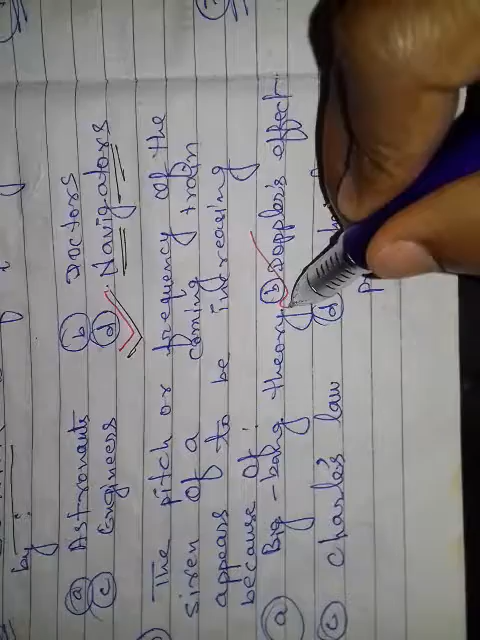 by:
(a) Astronauts (b) Doctors
(c) Engineers (d) Navigators
The pitch or frequency of the
siren of a coming train
appears to be increasing
because of:
(a) Big-bang theory (b) Doppler's effect
(c) Charles's law (d)